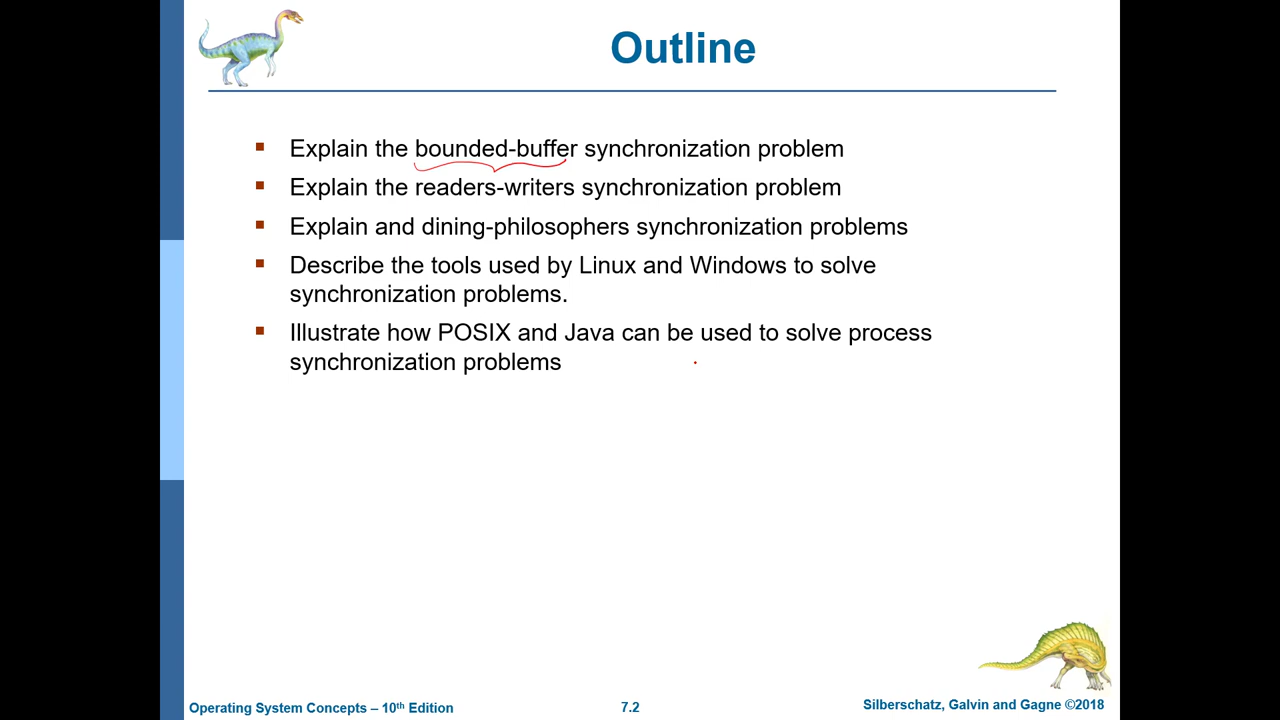 Outline
▪ Explain the bounded-buffer synchronization problem
▪ Explain the readers-writers synchronization problem
▪ Explain and dining-philosophers synchronization problems
▪ Describe the tools used by Linux and Windows to solve
synchronization problems.
▪ Illustrate how POSIX and Java can be used to solve process
synchronization problems
Operating System Concepts – 10th Edition
7.2
Silberschatz, Galvin and Gagne ©2018